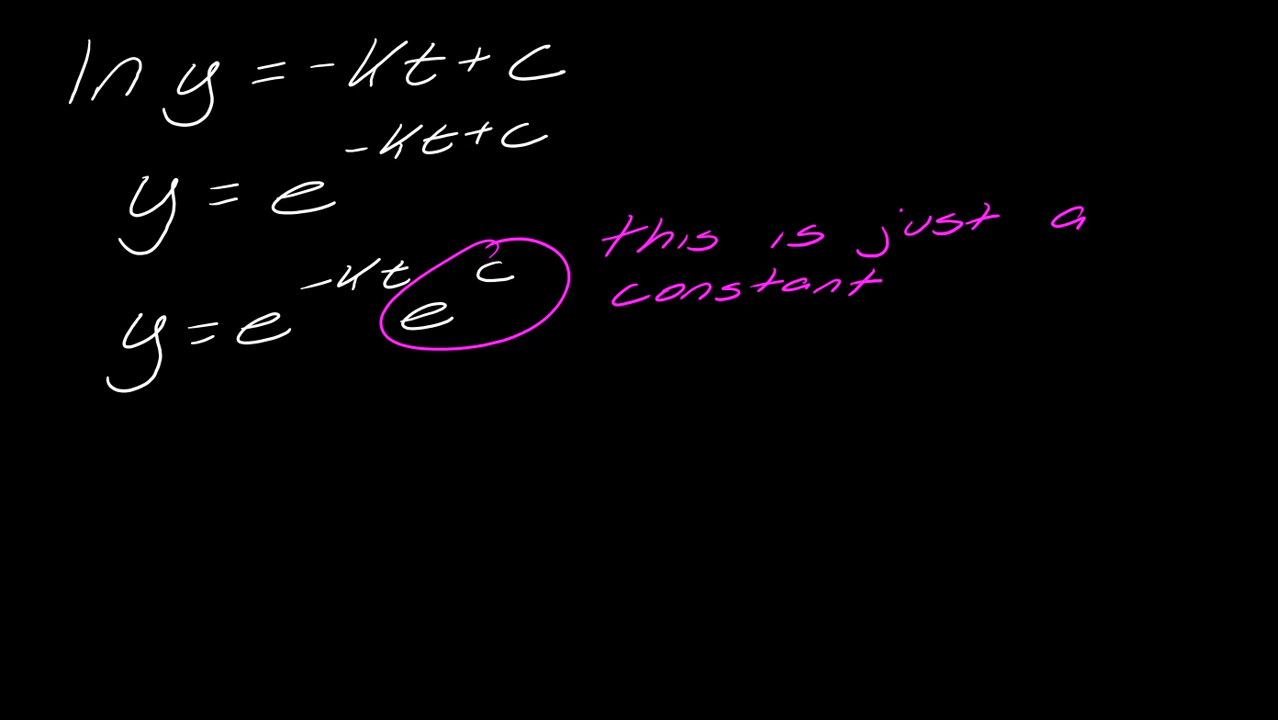 ln y = -kt + c
y = e^{-kt+c}
y = e^{-kt} e^{c}
this is just a
constant